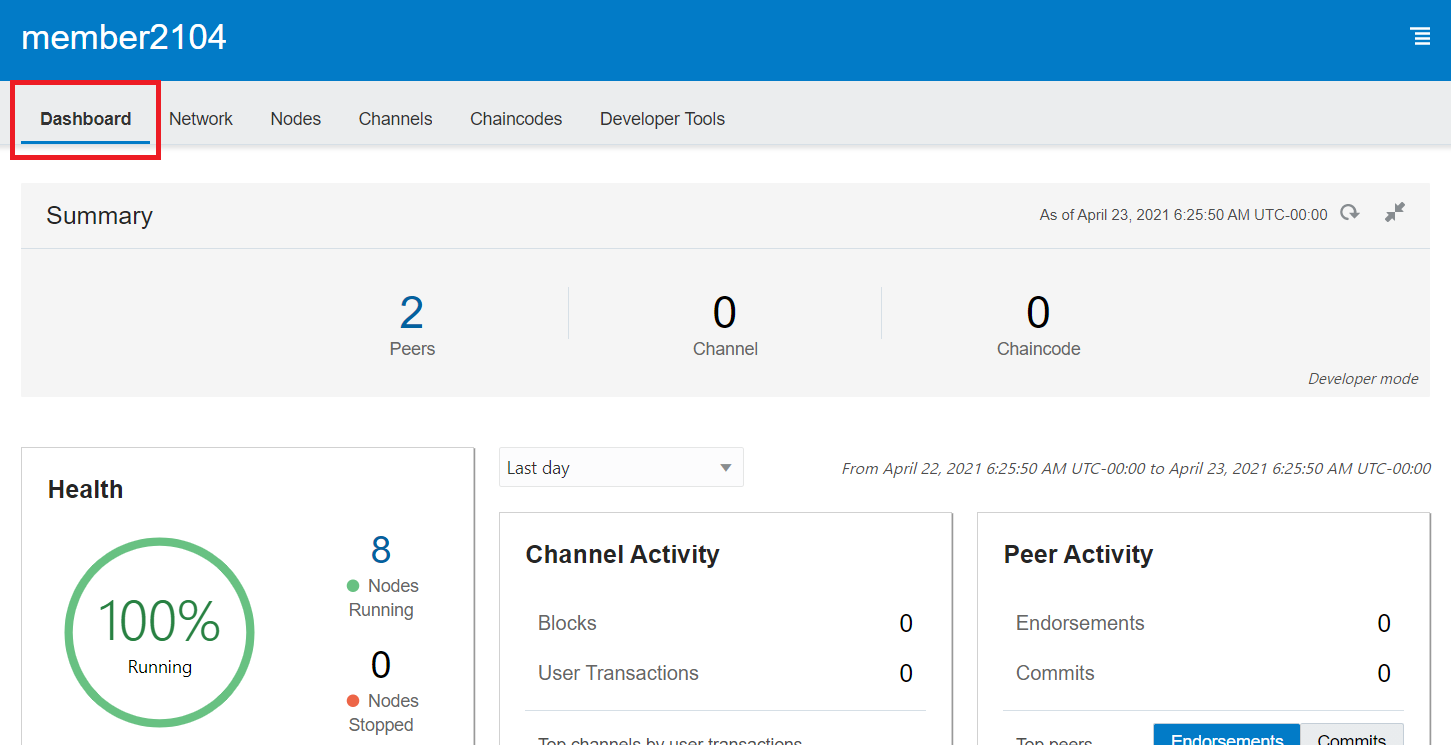 member2104
Dashboard Network Nodes Channels Chaincodes Developer Tools
Summary
As of April 23, 2021 6:25:50 AM UTC-00:00
2 0 0
Peers Channel Chaincode
Developer mode
Last day
From April 22, 2021 6:25:50 AM UTC-00:00 to April 23, 2021 6:25:50 AM UTC-00:00
Health
100%
Running
8
Nodes
Running
0
Nodes
Stopped
Channel Activity
Blocks 0
User Transactions 0
Top channels by user transactions
Peer Activity
Endorsements 0
Commits 0
Top peers Endorsements Commits